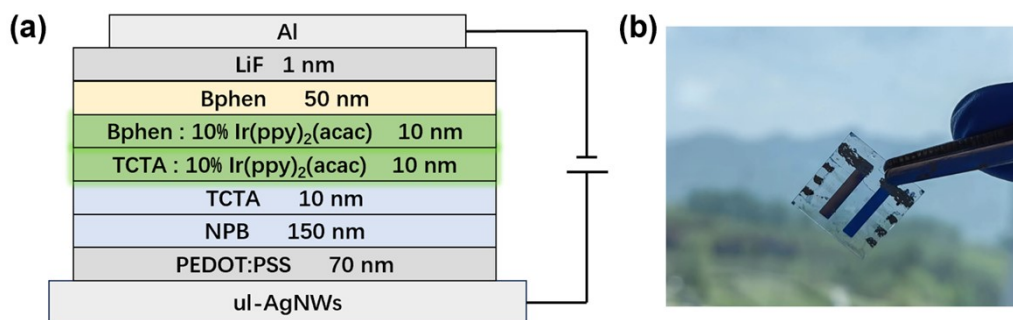 (a)
Al
LiF 1 nm
Bphen 50 nm
Bphen : 10% Ir(ppy)₂(acac) 10 nm
TCTA : 10% Ir(ppy)₂(acac) 10 nm
TCTA 10 nm
NPB 150 nm
PEDOT:PSS 70 nm
ul-AgNWs
(b)